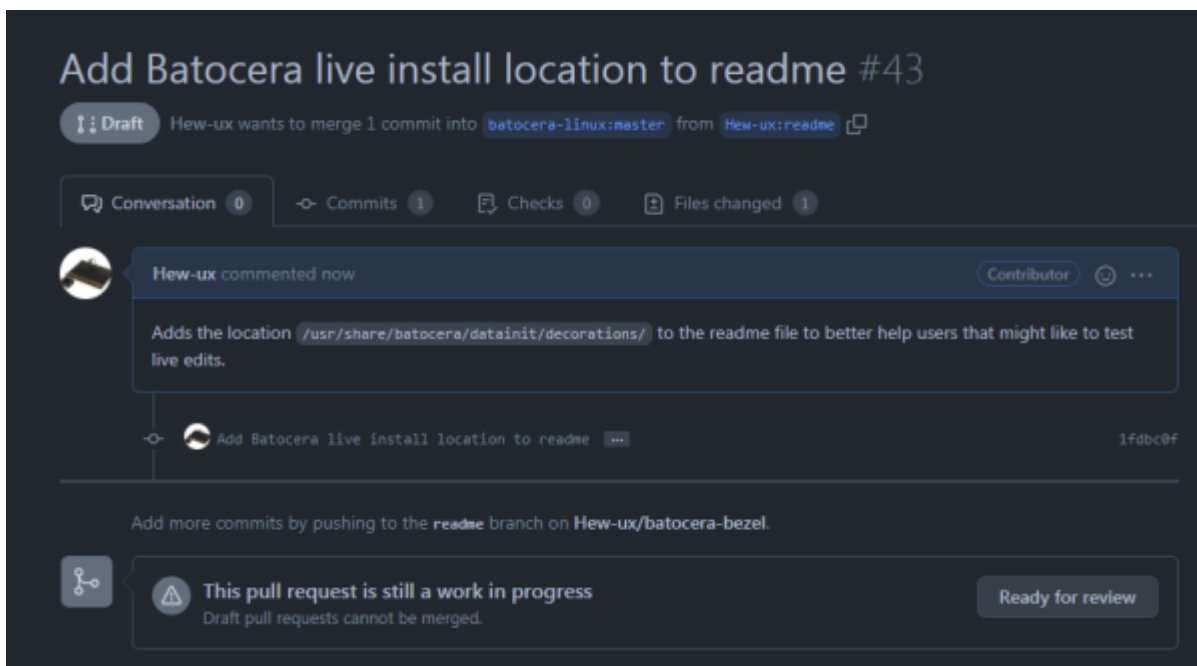 Add Batocera live install location to readme #43
Draft Hew-ux wants to merge 1 commit into batocera-linux:master from Hew-ux:readme
Conversation 0 Commits 1 Checks 0 Files changed 1
Hew-ux commented now Contributor
Adds the location /usr/share/batocera/datainit/decorations/ to the readme file to better help users that might like to test
live edits.
Add Batocera live install location to readme ... 1fdbc0f
Add more commits by pushing to the readme branch on Hew-ux/batocera-bezel.
This pull request is still a work in progress
Draft pull requests cannot be merged.
Ready for review